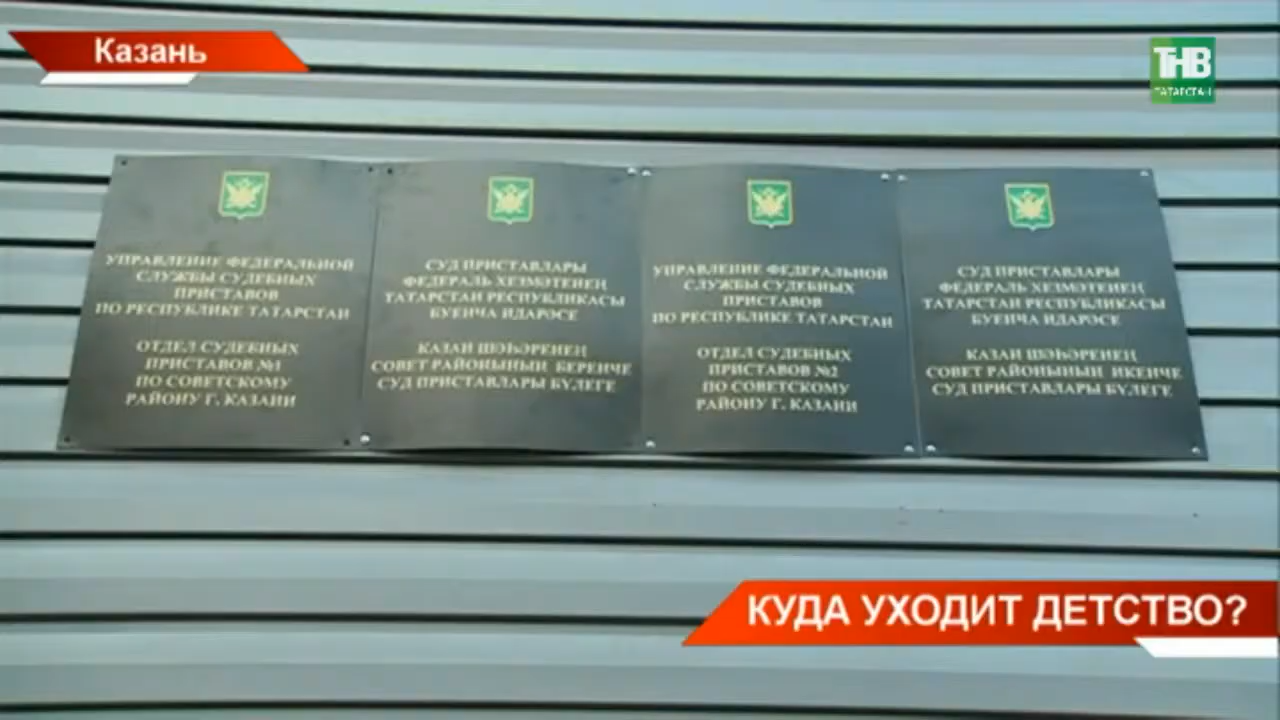 Казань
ТНВ
ТАТАРСТАН
УПРАВЛЕНИЕ ФЕДЕРАЛЬНОЙ
СЛУЖБЫ СУДЕБНЫХ
ПРИСТАВОВ
ПО РЕСПУБЛИКЕ ТАТАРСТАН
ОТДЕЛ СУДЕБНЫХ
ПРИСТАВОВ №1
ПО СОВЕТСКОМУ
РАЙОНУ Г. КАЗАНИ
СУД ПРИСТАВЛАРЫ
ФЕДЕРАЛЬ ХЕЗМӘТЕНЕҢ
ТАТАРСТАН РЕСПУБЛИКАСЫ
БУЕНЧА ИДАРӘСЕ
КАЗАН ШӘҺӘРЕНЕҢ
СОВЕТ РАЙОНЫНЫҢ БЕРЕНЧЕ
СУД ПРИСТАВЛАРЫ БҮЛЕГЕ
УПРАВЛЕНИЕ ФЕДЕРАЛЬНОЙ
СЛУЖБЫ СУДЕБНЫХ
ПРИСТАВОВ
ПО РЕСПУБЛИКЕ ТАТАРСТАН
ОТДЕЛ СУДЕБНЫХ
ПРИСТАВОВ №2
ПО СОВЕТСКОМУ
РАЙОНУ Г. КАЗАНИ
СУД ПРИСТАВЛАРЫ
ФЕДЕРАЛЬ ХЕЗМӘТЕНЕҢ
ТАТАРСТАН РЕСПУБЛИКАСЫ
БУЕНЧА ИДАРӘСЕ
КАЗАН ШӘҺӘРЕНЕҢ
СОВЕТ РАЙОНЫНЫҢ ИКЕНЧЕ
СУД ПРИСТАВЛАРЫ БҮЛЕГЕ
КУДА УХОДИТ ДЕТСТВО?